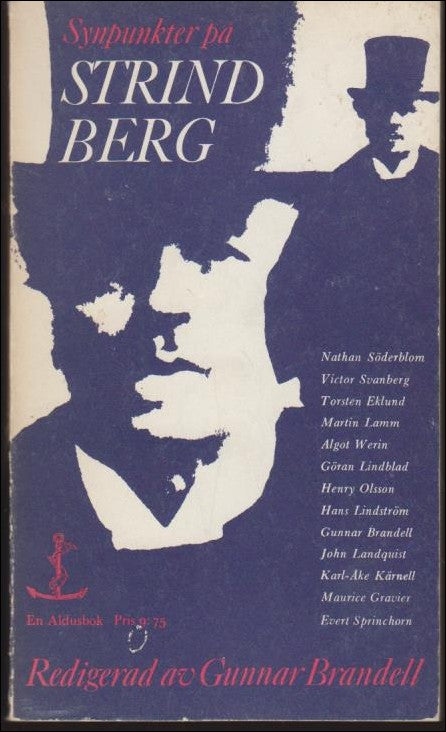 Synpunkter på
STRIND
BERG
Nathan Söderblom
Victor Svanberg
Torsten Eklund
Martin Lamm
Algot Werin
Göran Lindblad
Henry Olsson
Hans Lindström
Gunnar Brandell
John Landquist
Karl-Åke Kärnell
Maurice Gravier
Evert Sprinchorn
En Aldusbok Pris 9:75
Redigerad av Gunnar Brandell